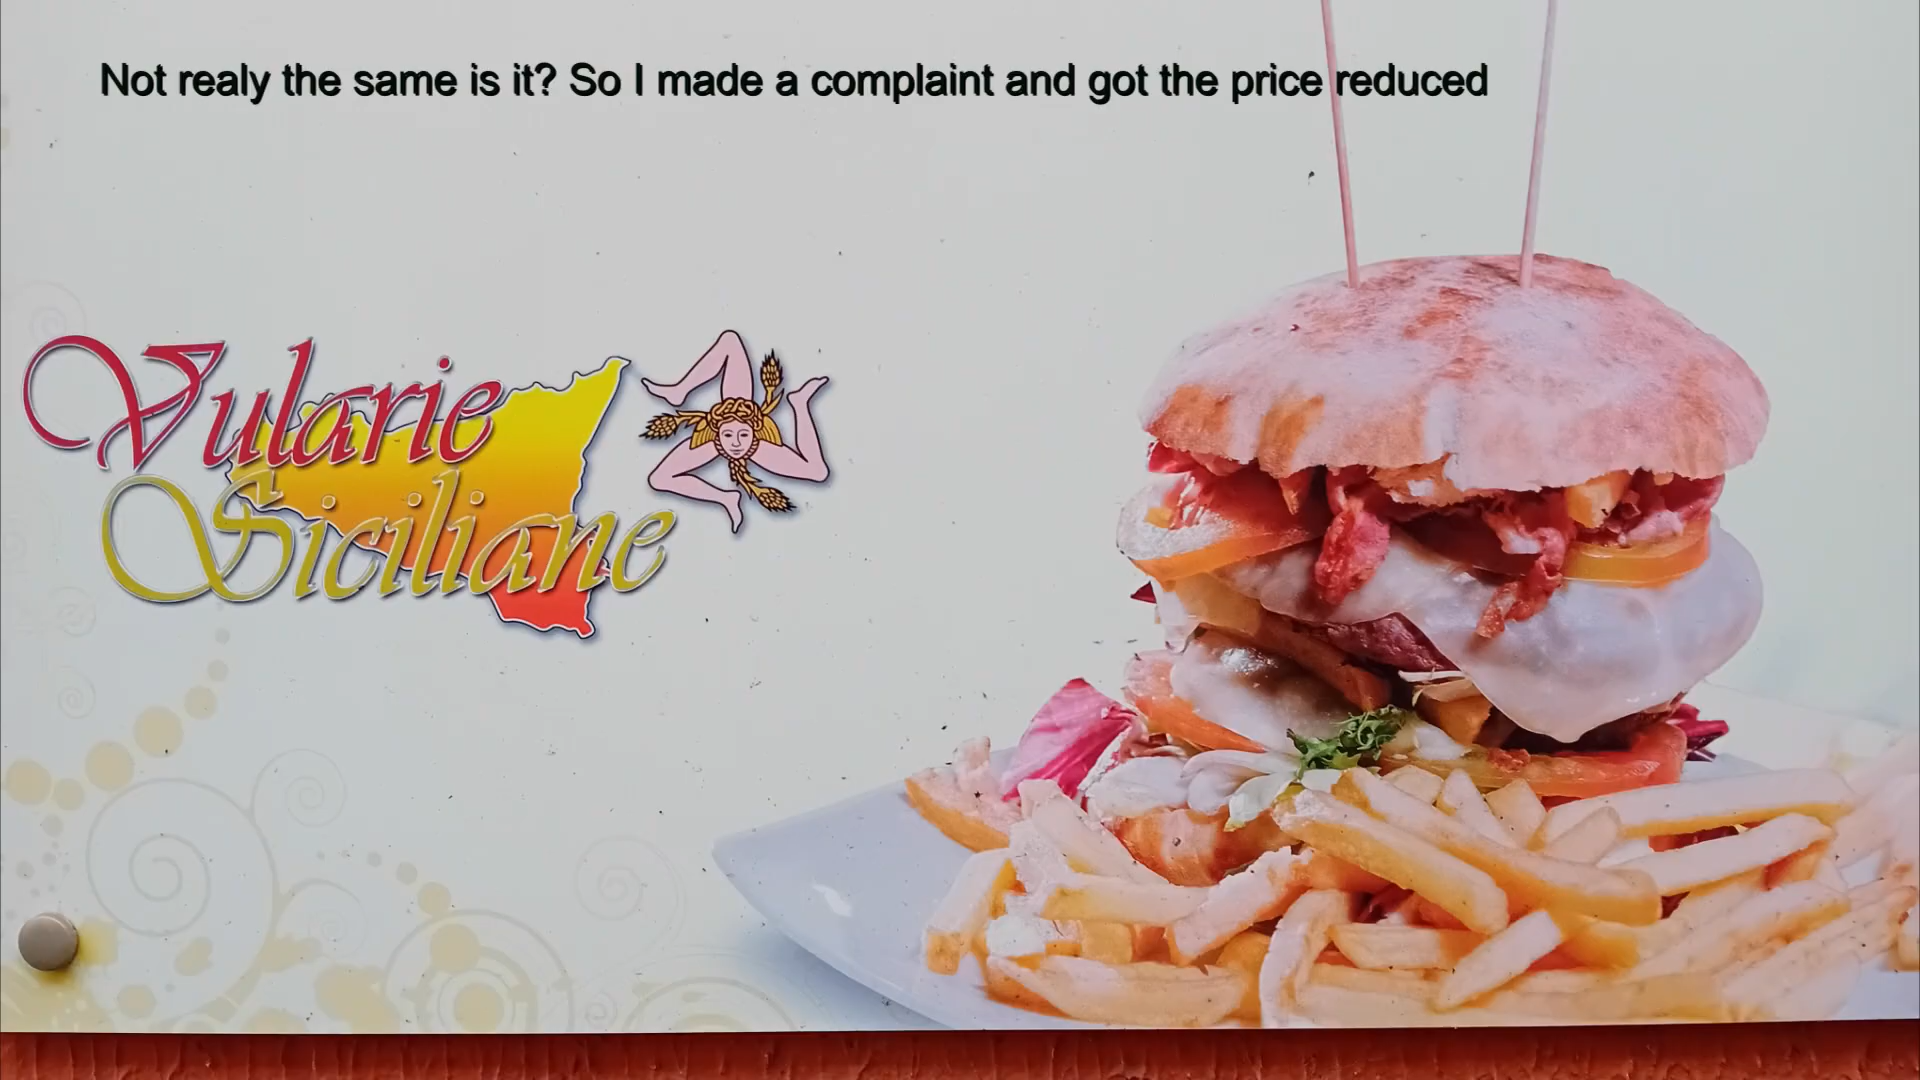 Not realy the same is it? So I made a complaint and got the price reduced
Vularie
Siciliane